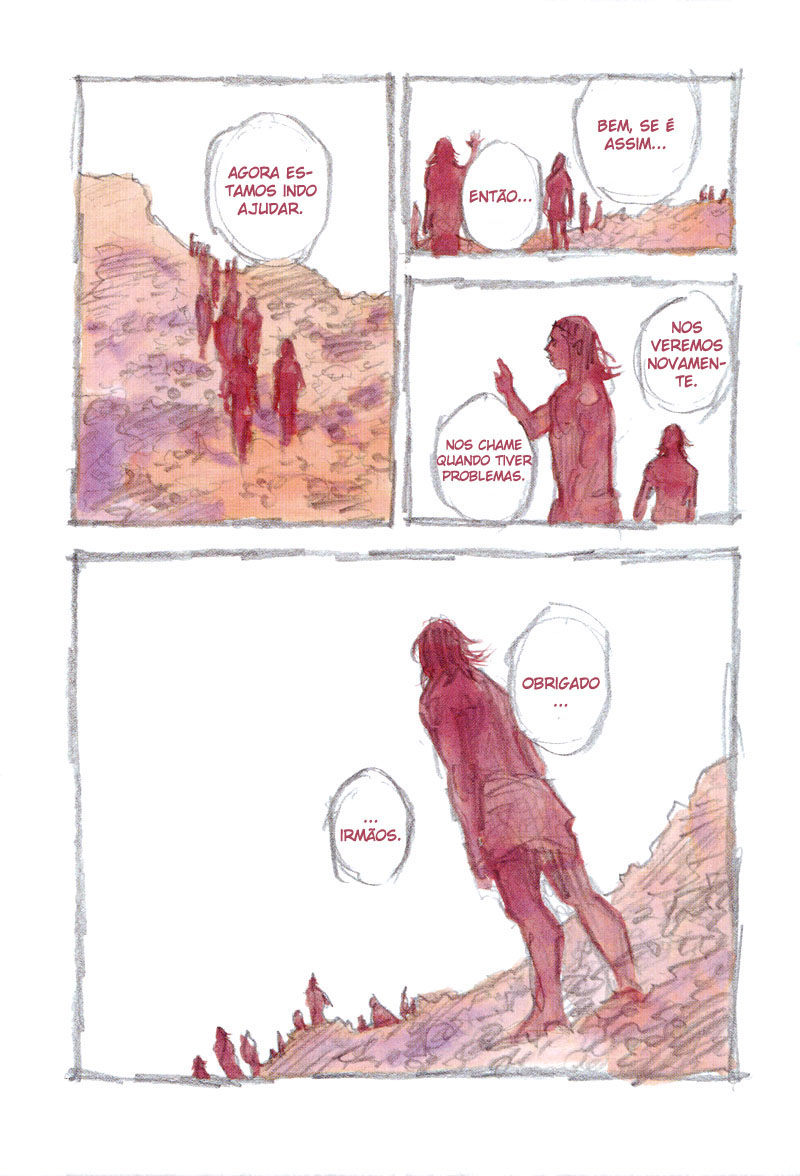 AGORA ES-
TAMOS INDO
AJUDAR.
BEM, SE É
ASSIM...
ENTÃO...
NOS
VEREMOS
NOVAMEN-
TE.
NOS CHAME
QUANDO TIVER
PROBLEMAS.
OBRIGADO
...
...
IRMÃOS.